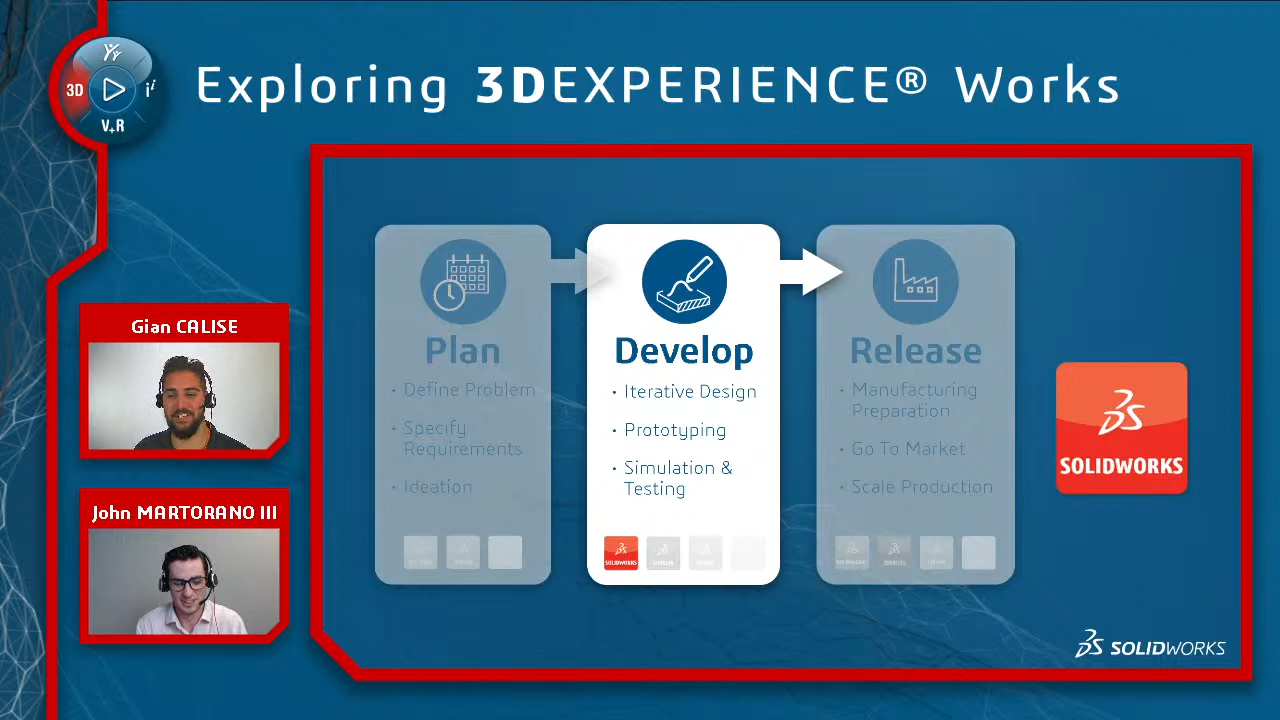 3D
V+R
Exploring 3DEXPERIENCE® Works
Gian CALISE
John MARTORANO III
Plan
• Define Problem
• Specify
Requirements
• Ideation
Develop
• Iterative Design
• Prototyping
• Simulation &
Testing
SOLIDWORKS
Release
• Manufacturing
Preparation
• Go To Market
• Scale Production
SOLIDWORKS
SOLIDWORKS